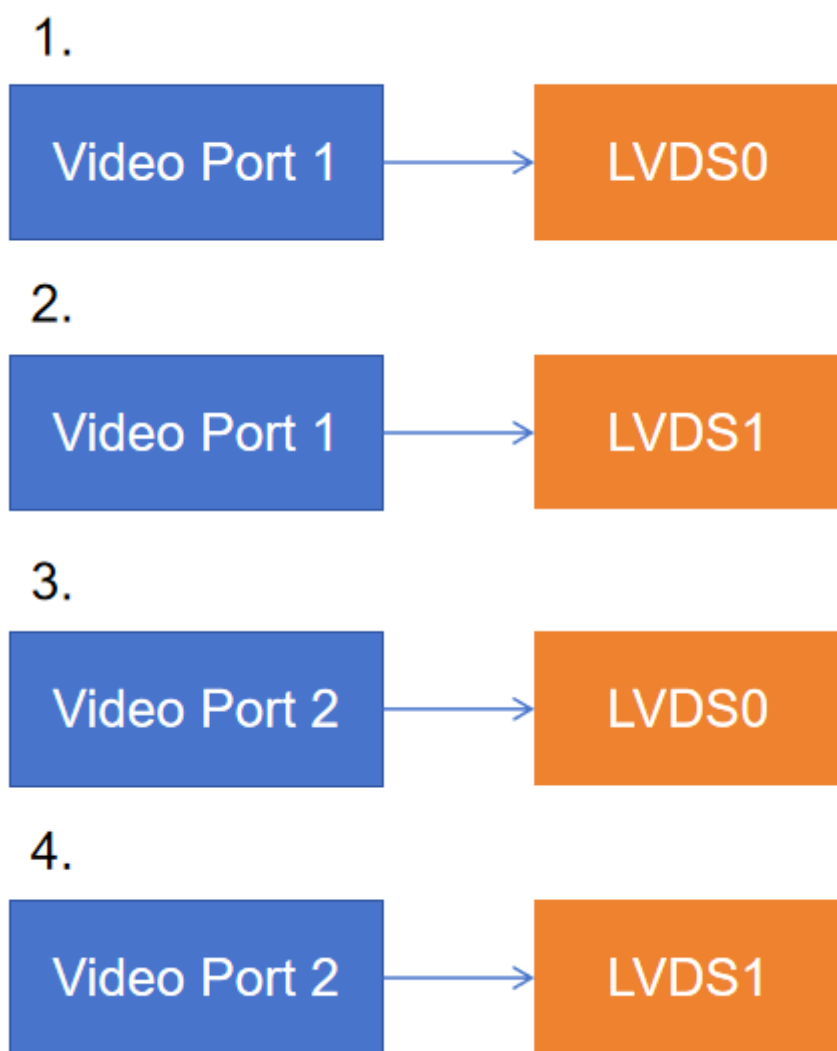 1.
Video Port 1 LVDS0
2.
Video Port 1 LVDS1
3.
Video Port 2 LVDS0
4.
Video Port 2 LVDS1